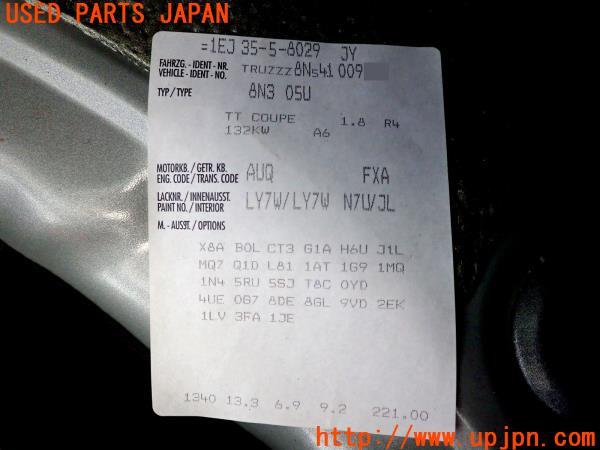 USED PARTS JAPAN
=1EJ 35-5-8029 JY
FAHRZG. - IDENT - NR.
VEHICLE - IDENT - NO. TRUZZZ8NS41009
TYP / TYPE 8N3 05U
TT COUPE 1.8 R4
132KW A6
MOTORKB. / GETR. KB.
ENG. CODE / TRANS. CODE AUQ FXA
LACKNR. / INNENAUSST.
PAINT NO. / INTERIOR LY7W/LY7W N7U/JL
M. - AUSST. / OPTIONS
X8A B0L CT3 G1A H6U J1L
MQ7 Q1D L81 1AT 1G9 1MQ
1N4 5RU 5SJ T8C 0YD
4UE 0G7 8DE 8GL 9VD 2EK
1LV 3FA 1JE
1340 13.3 6.9 9.2 221.00
U PARTS
www.upjpn.com